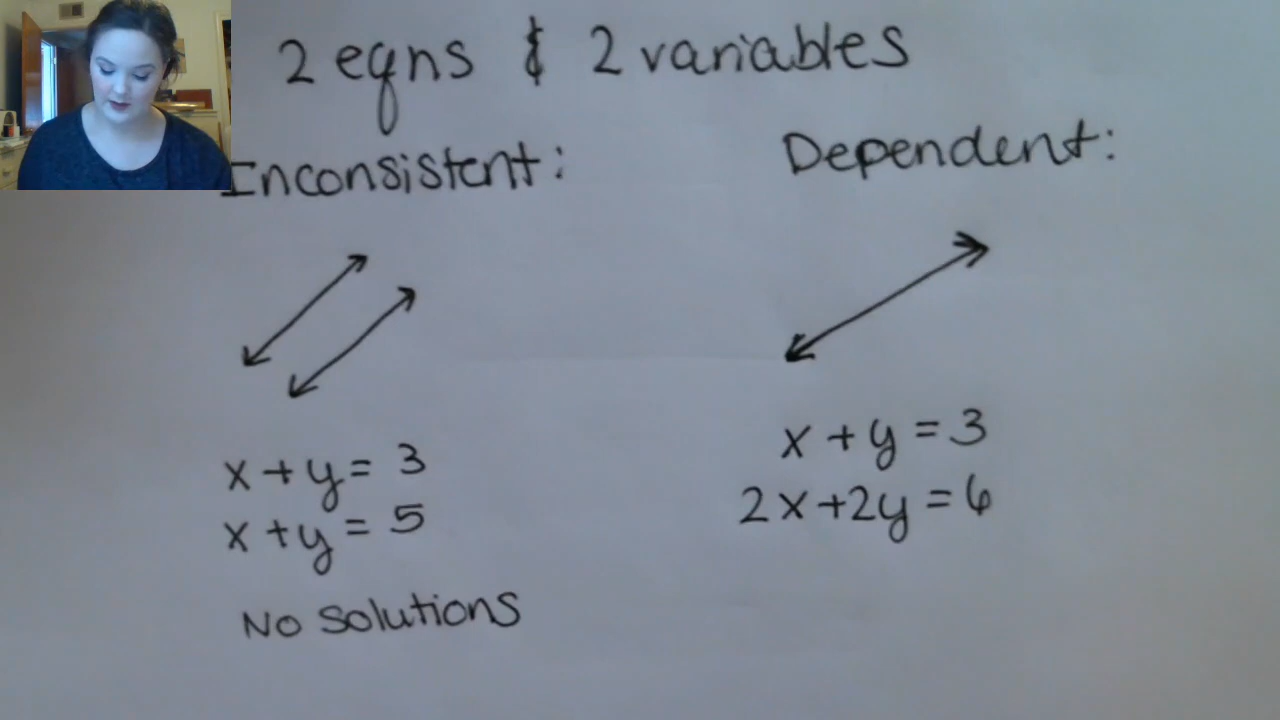 2 eqns & 2 variables
Inconsistent:
x + y = 3
x + y = 5
No solutions
Dependent:
x + y = 3
2x + 2y = 6